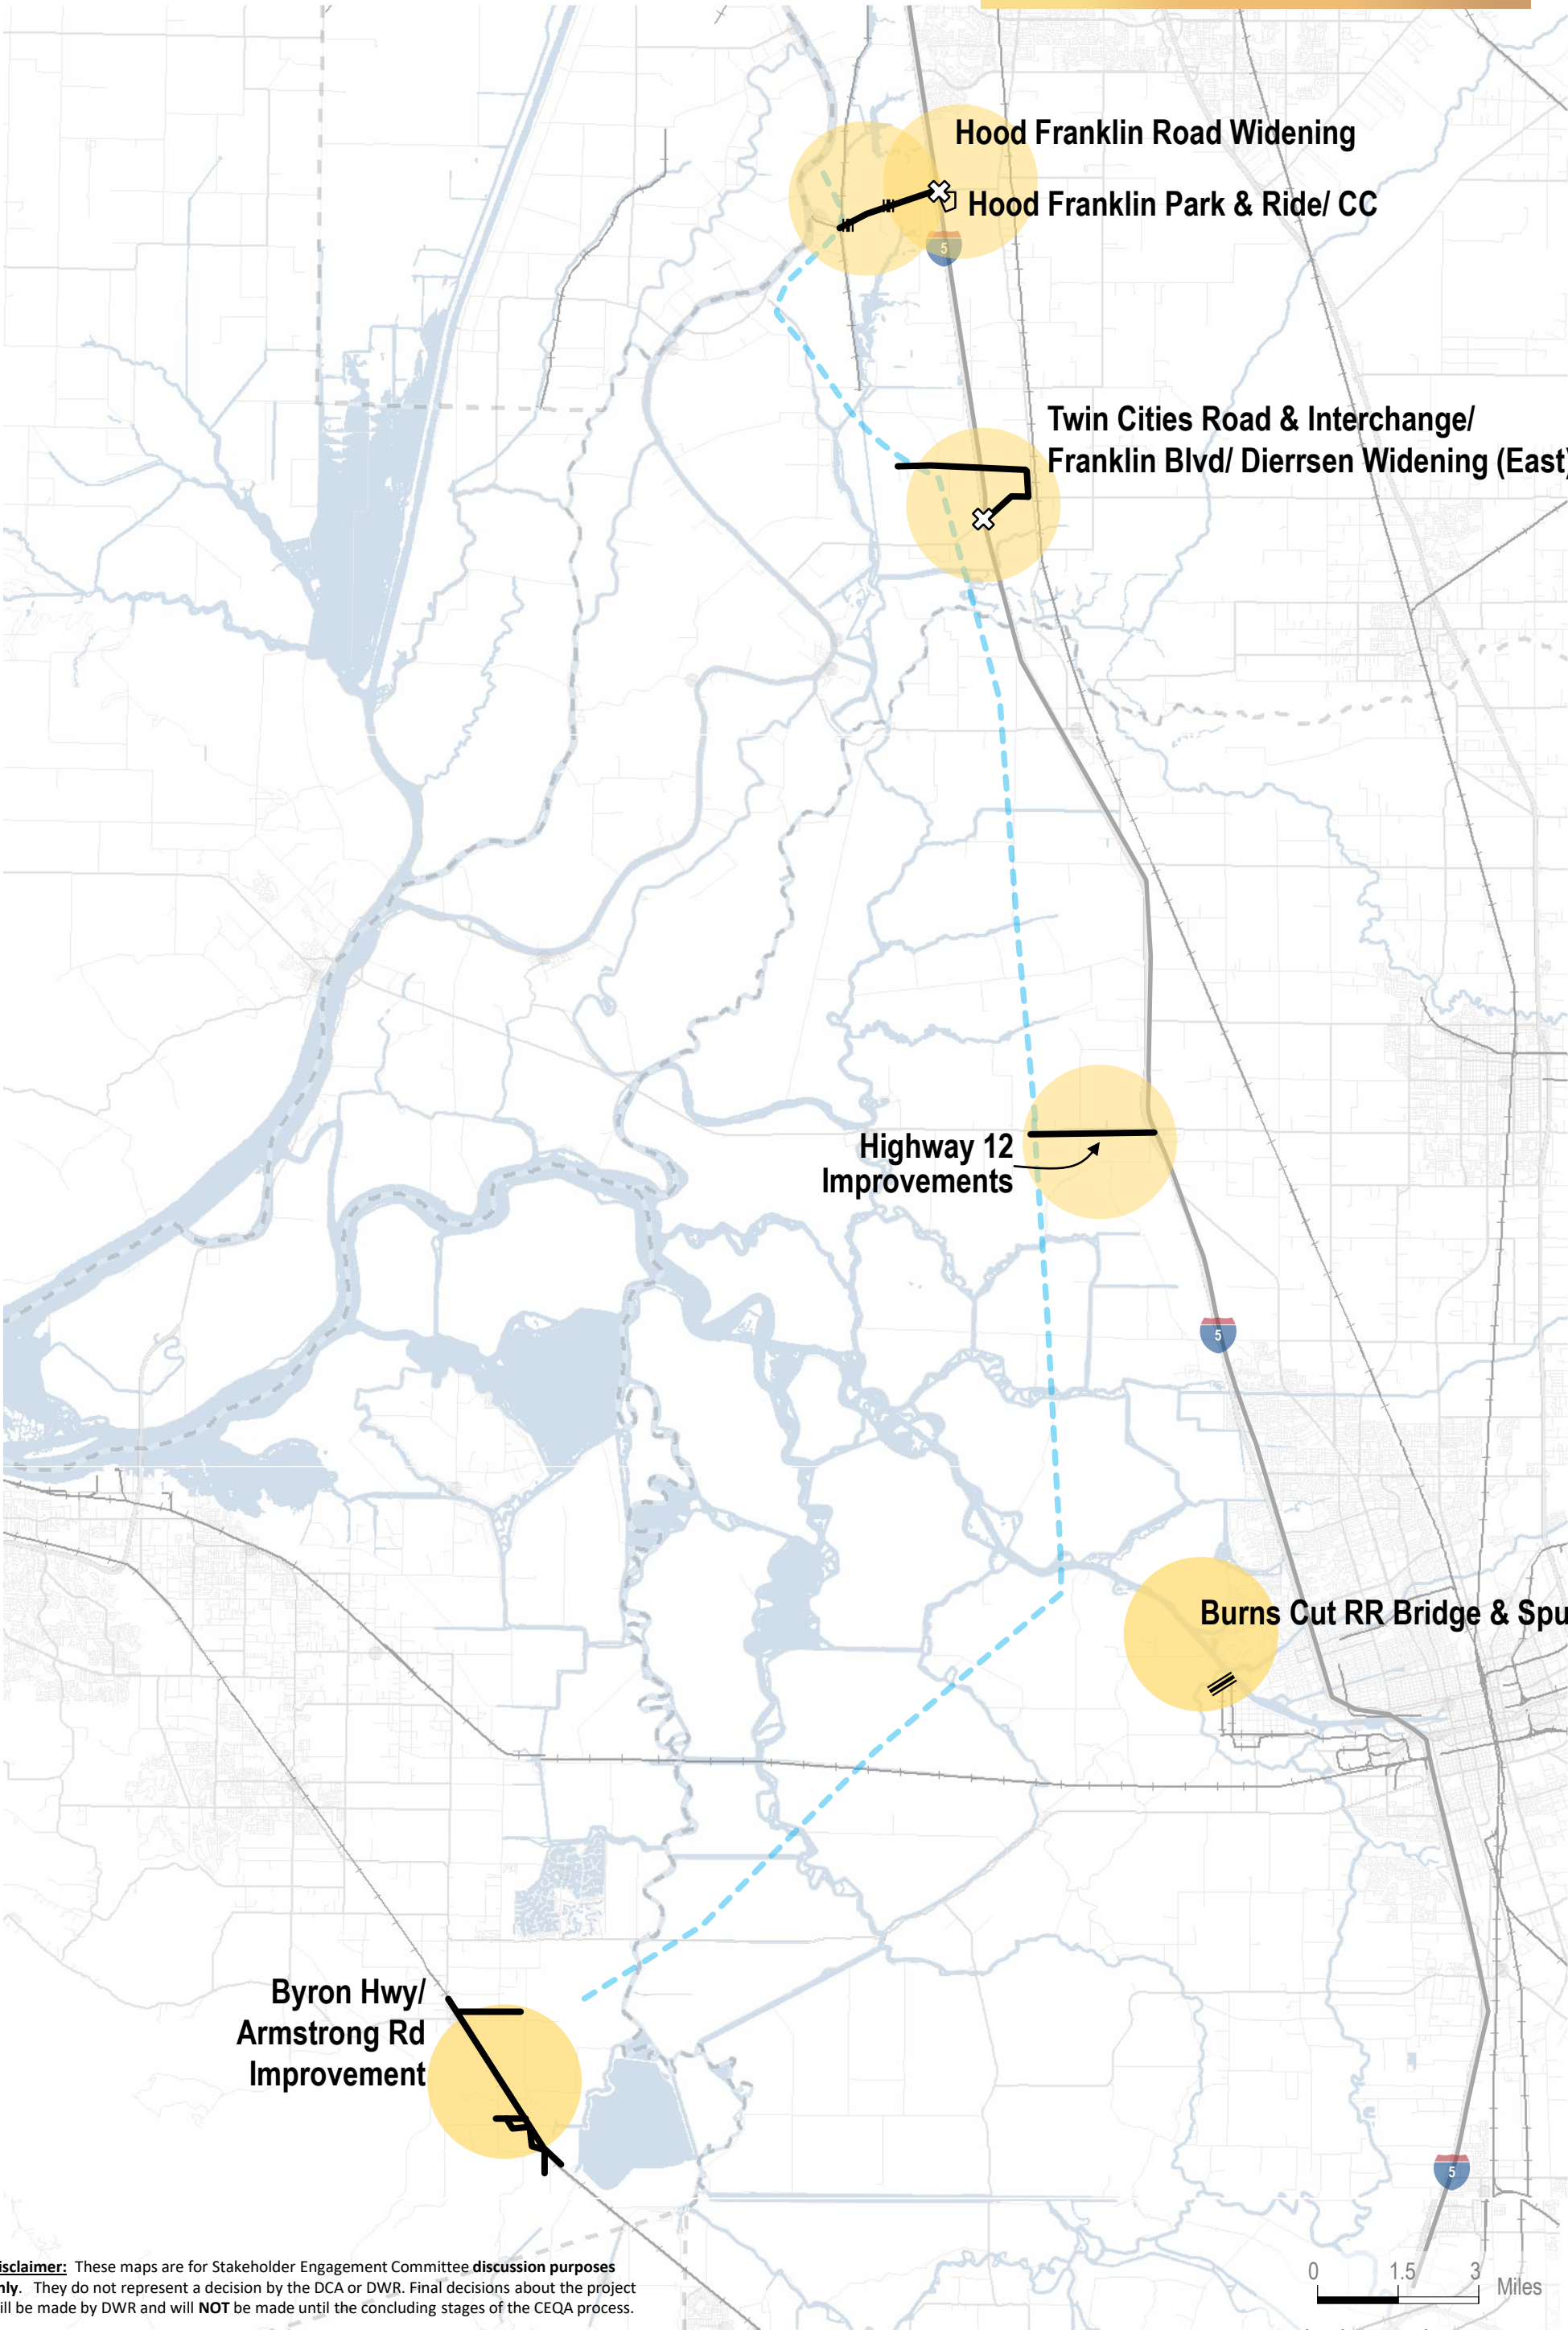 Hood Franklin Road Widening
Hood Franklin Park & Ride/ CC
5
Twin Cities Road & Interchange/
Franklin Blvd/ Dierrsen Widening (East)
Highway 12
Improvements
5
Burns Cut RR Bridge & Spu
Byron Hwy/
Armstrong Rd
Improvement
5
isclaimer: These maps are for Stakeholder Engagement Committee discussion purposes
nly. They do not represent a decision by the DCA or DWR. Final decisions about the project
ill be made by DWR and will NOT be made until the concluding stages of the CEQA process.
0 1.5 3
Miles